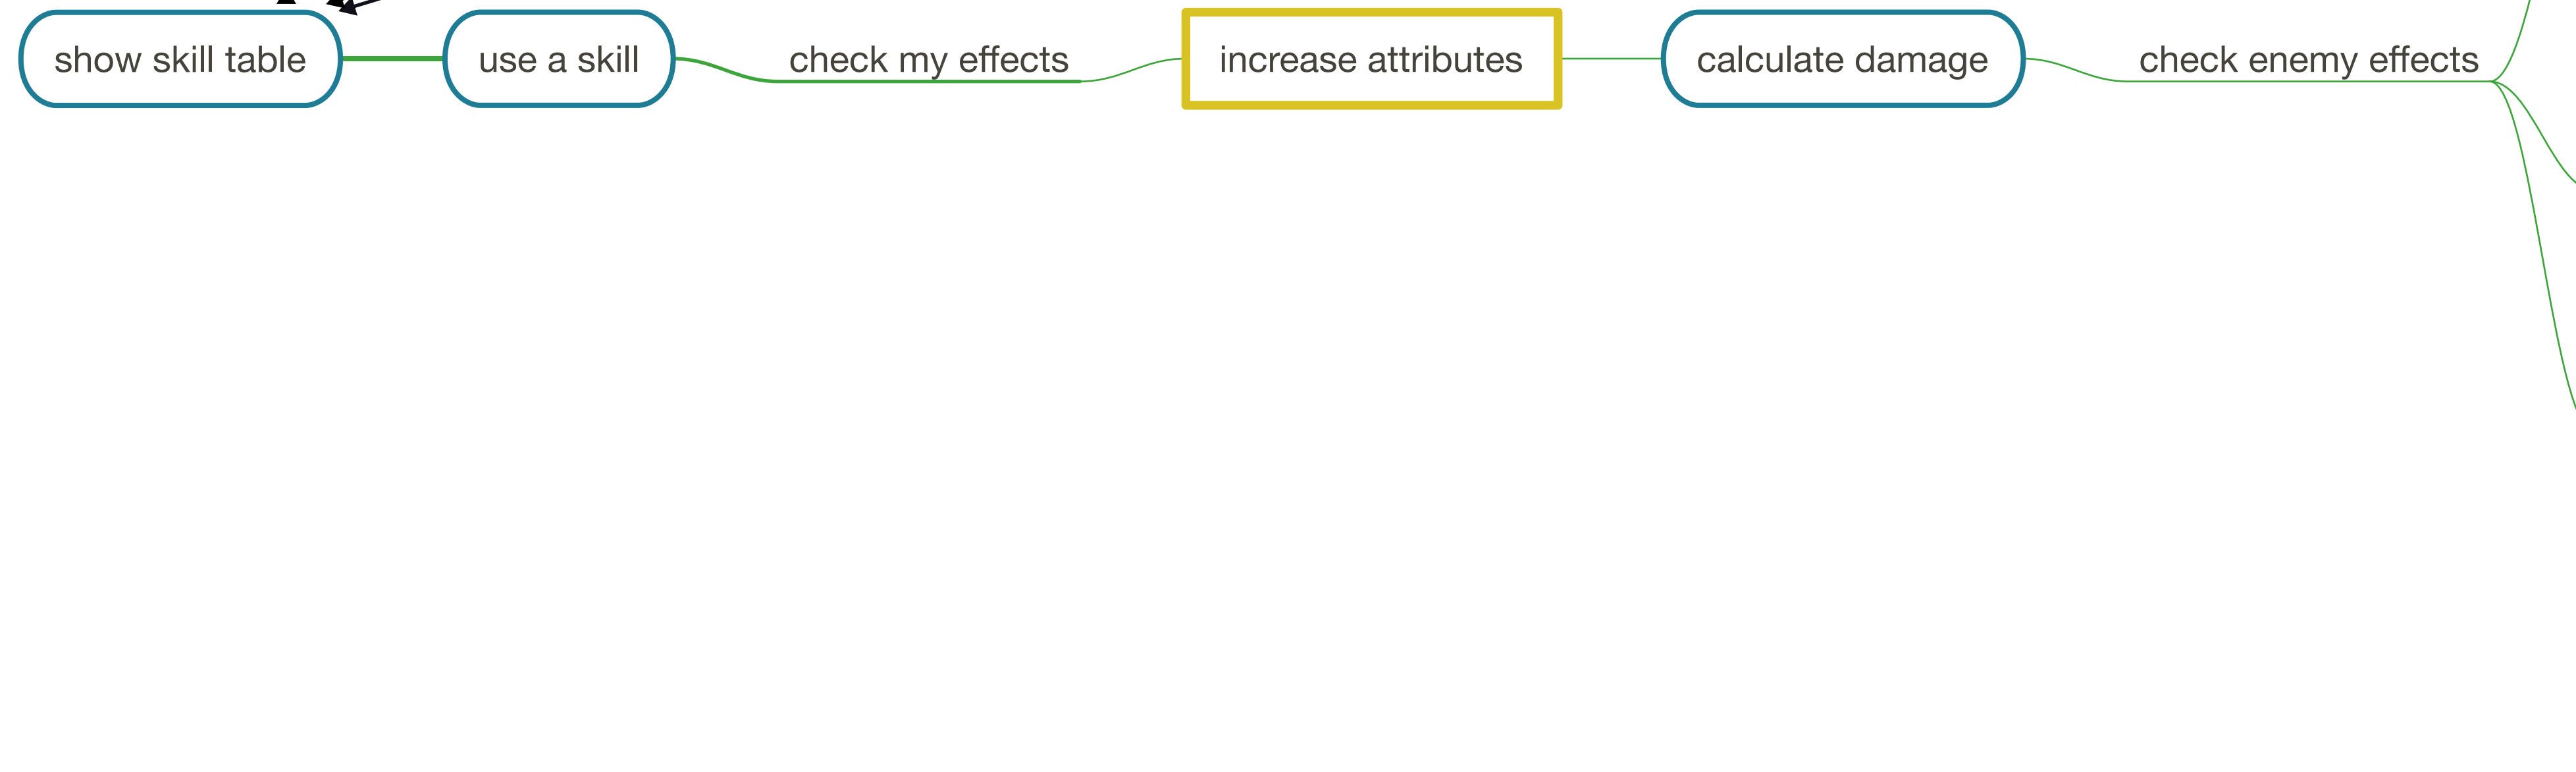 show skill table
use a skill
check my effects
increase attributes
calculate damage
check enemy effects